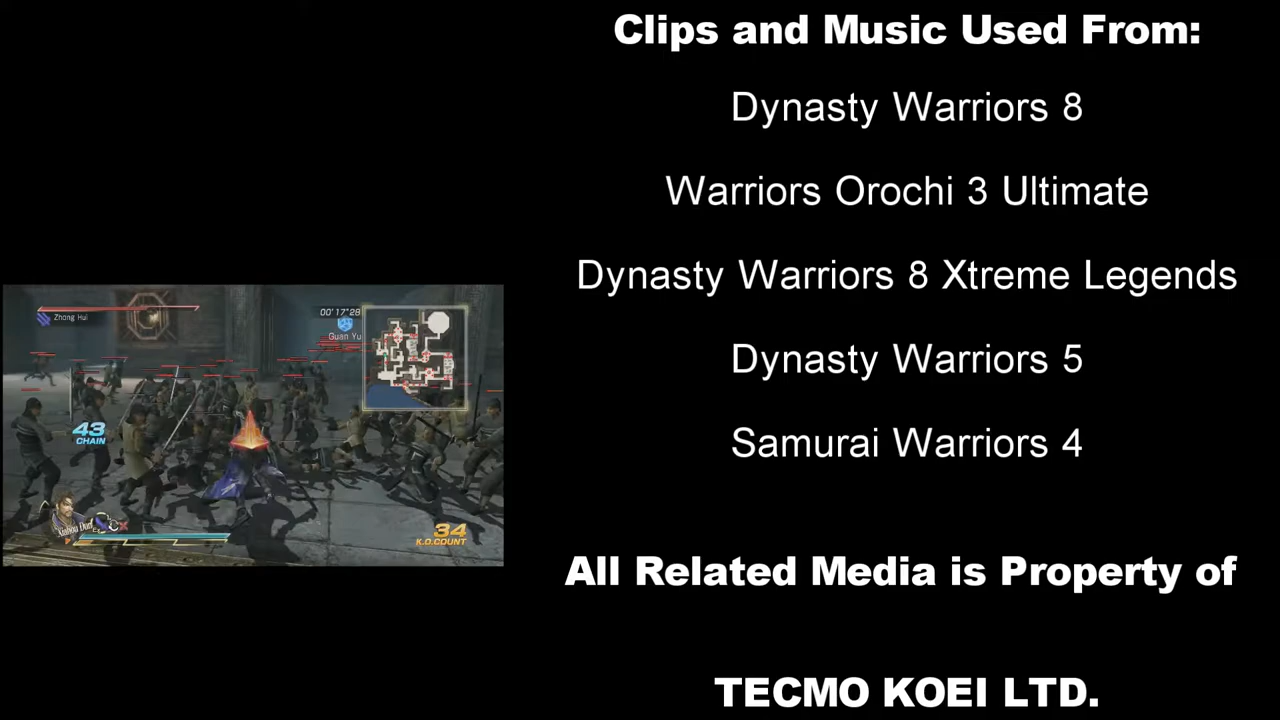 Clips and Music Used From:
Dynasty Warriors 8
Warriors Orochi 3 Ultimate
Dynasty Warriors 8 Xtreme Legends
Dynasty Warriors 5
Samurai Warriors 4
All Related Media is Property of
TECMO KOEI LTD.
Zhong Hui
00'17"28
Guan Yu
43
CHAIN
Xiahou Dun
34
K.O.COUNT